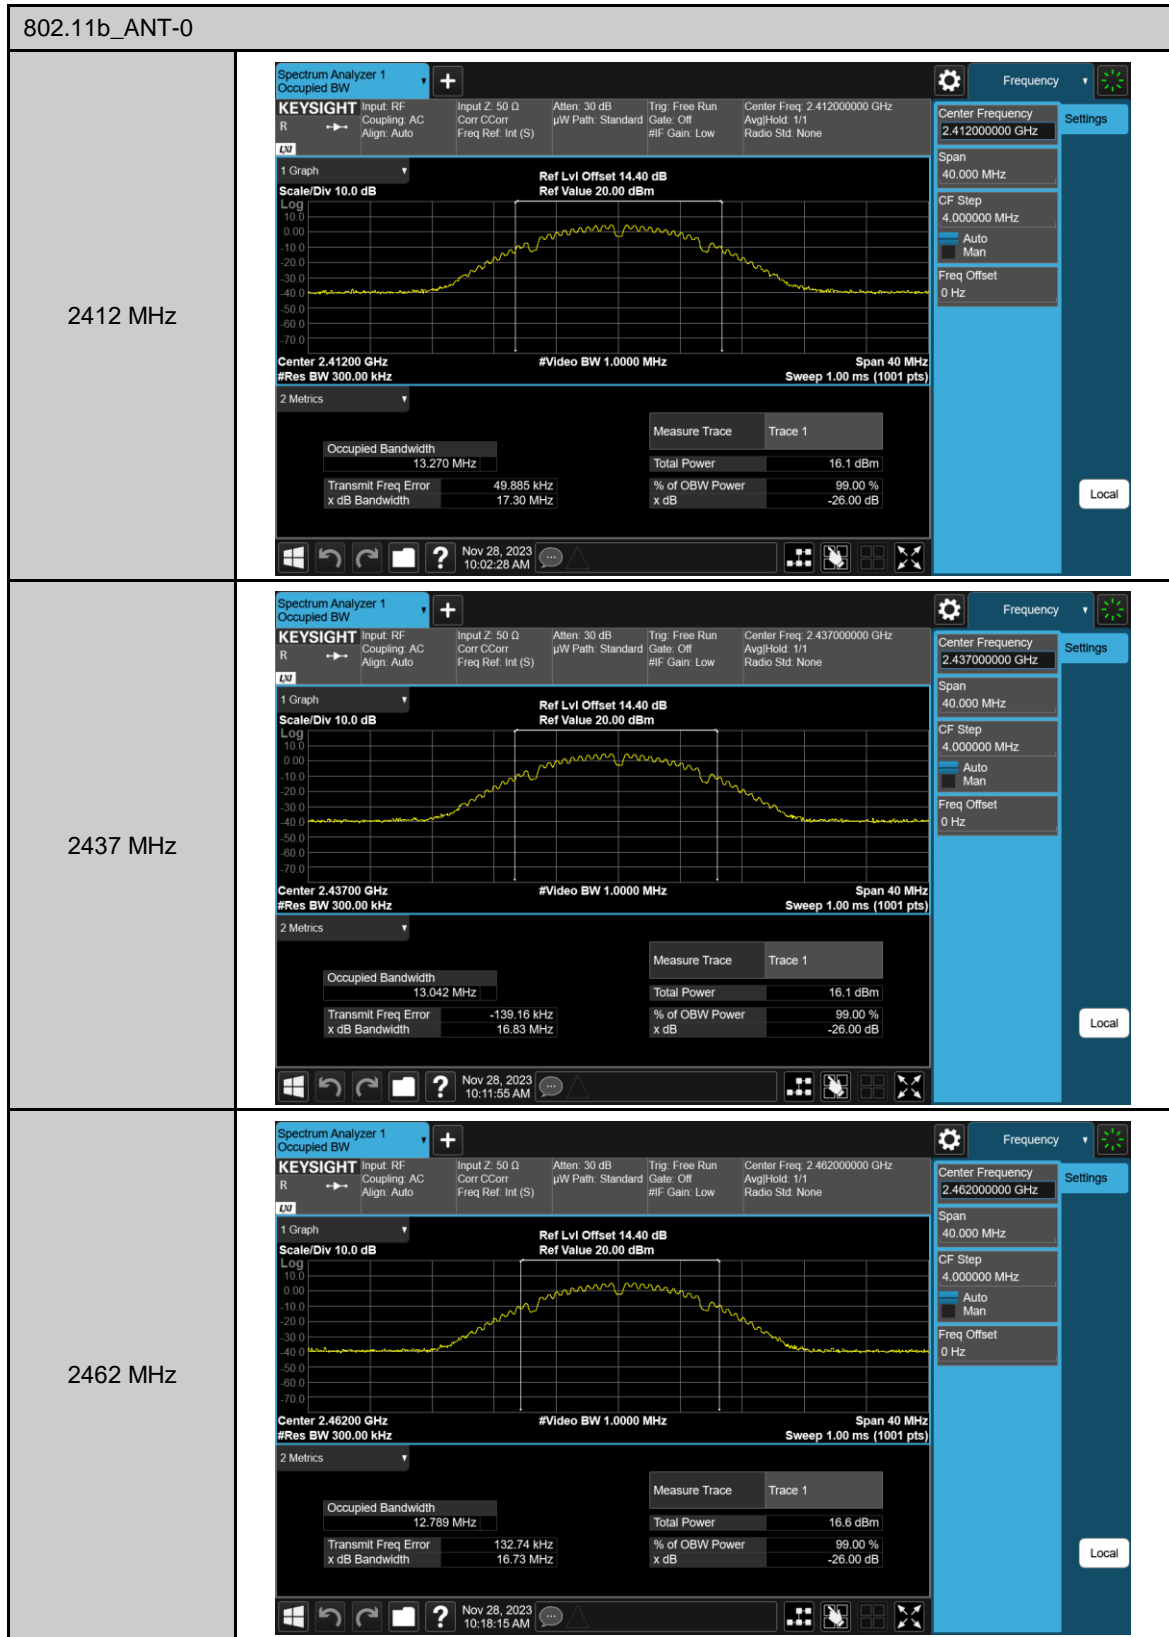 802.11b_ANT-0
2412 MHz
Spectrum Analyzer 1
Occupied BW
Frequency
KEYSIGHT
R
LXI
Input: RF
Coupling: AC
Align: Auto
Input Z: 50 Ω
Corr CCorr
Freq Ref: Int (S)
Atten: 30 dB
µW Path: Standard
Trig: Free Run
Gate: Off
#IF Gain: Low
Center Freq: 2.412000000 GHz
Avg|Hold: 1/1
Radio Std: None
Center Frequency
2.412000000 GHz
Settings
Span
40.000 MHz
CF Step
4.000000 MHz
Auto
Man
Freq Offset
0 Hz
Local
1 Graph
Scale/Div 10.0 dB
Ref Lvl Offset 14.40 dB
Ref Value 20.00 dBm
Log
10.0
0.00
-10.0
-20.0
-30.0
-40.0
-50.0
-60.0
-70.0
Center 2.41200 GHz
#Video BW 1.0000 MHz
Span 40 MHz
#Res BW 300.00 kHz
Sweep 1.00 ms (1001 pts)
2 Metrics
Measure Trace Trace 1
Occupied Bandwidth
13.270 MHz
Total Power 16.1 dBm
Transmit Freq Error 49.885 kHz
% of OBW Power 99.00 %
x dB Bandwidth 17.30 MHz
x dB -26.00 dB
?
Nov 28, 2023
10:02:28 AM
2437 MHz
Spectrum Analyzer 1
Occupied BW
Frequency
KEYSIGHT
R
LXI
Input: RF
Coupling: AC
Align: Auto
Input Z: 50 Ω
Corr CCorr
Freq Ref: Int (S)
Atten: 30 dB
µW Path: Standard
Trig: Free Run
Gate: Off
#IF Gain: Low
Center Freq: 2.437000000 GHz
Avg|Hold: 1/1
Radio Std: None
Center Frequency
2.437000000 GHz
Settings
Span
40.000 MHz
CF Step
4.000000 MHz
Auto
Man
Freq Offset
0 Hz
Local
1 Graph
Scale/Div 10.0 dB
Ref Lvl Offset 14.40 dB
Ref Value 20.00 dBm
Log
10.0
0.00
-10.0
-20.0
-30.0
-40.0
-50.0
-60.0
-70.0
Center 2.43700 GHz
#Video BW 1.0000 MHz
Span 40 MHz
#Res BW 300.00 kHz
Sweep 1.00 ms (1001 pts)
2 Metrics
Measure Trace Trace 1
Occupied Bandwidth
13.042 MHz
Total Power 16.1 dBm
Transmit Freq Error -139.16 kHz
% of OBW Power 99.00 %
x dB Bandwidth 16.83 MHz
x dB -26.00 dB
?
Nov 28, 2023
10:11:55 AM
2462 MHz
Spectrum Analyzer 1
Occupied BW
Frequency
KEYSIGHT
R
LXI
Input: RF
Coupling: AC
Align: Auto
Input Z: 50 Ω
Corr CCorr
Freq Ref: Int (S)
Atten: 30 dB
µW Path: Standard
Trig: Free Run
Gate: Off
#IF Gain: Low
Center Freq: 2.462000000 GHz
Avg|Hold: 1/1
Radio Std: None
Center Frequency
2.462000000 GHz
Settings
Span
40.000 MHz
CF Step
4.000000 MHz
Auto
Man
Freq Offset
0 Hz
Local
1 Graph
Scale/Div 10.0 dB
Ref Lvl Offset 14.40 dB
Ref Value 20.00 dBm
Log
10.0
0.00
-10.0
-20.0
-30.0
-40.0
-50.0
-60.0
-70.0
Center 2.46200 GHz
#Video BW 1.0000 MHz
Span 40 MHz
#Res BW 300.00 kHz
Sweep 1.00 ms (1001 pts)
2 Metrics
Measure Trace Trace 1
Occupied Bandwidth
12.789 MHz
Total Power 16.6 dBm
Transmit Freq Error 132.74 kHz
% of OBW Power 99.00 %
x dB Bandwidth 16.73 MHz
x dB -26.00 dB
?
Nov 28, 2023
10:18:15 AM